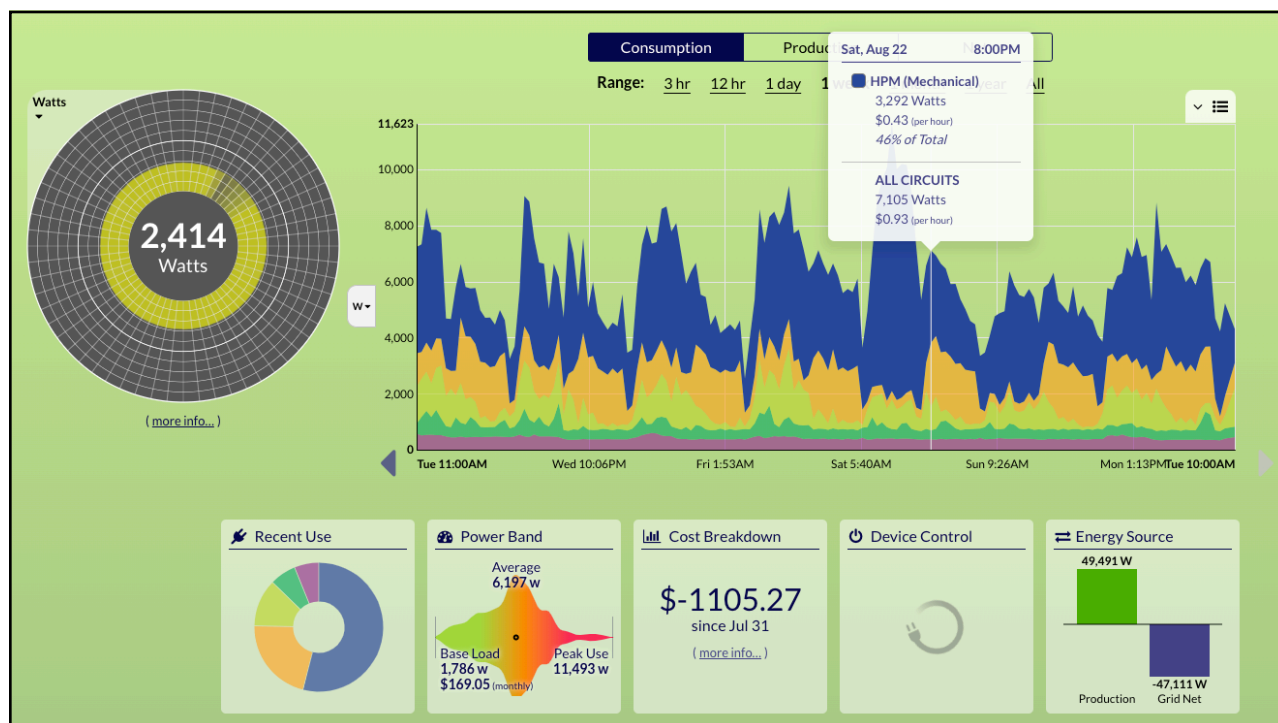 Consumption
Produc
Range:
3 hr
12 hr
1 day
1 w
year
All
Sat, Aug 22 8:00PM
HPM (Mechanical)
3,292 Watts
$0.43 (per hour)
46% of Total
ALL CIRCUITS
7,105 Watts
$0.93 (per hour)
Watts
2,414
Watts
( more info... )
W
11,623
10,000
8,000
6,000
4,000
2,000
0
Tue 11:00AM
Wed 10:06PM
Fri 1:53AM
Sat 5:40AM
Sun 9:26AM
Mon 1:13PM
Tue 10:00AM
Recent Use
Power Band
Average
6,197 w
Base Load
1,786 w
$169.05 (monthly)
Peak Use
11,493 w
Cost Breakdown
$-1105.27
since Jul 31
( more info... )
Device Control
Energy Source
49,491 W
-47,111 W
Production
Grid Net